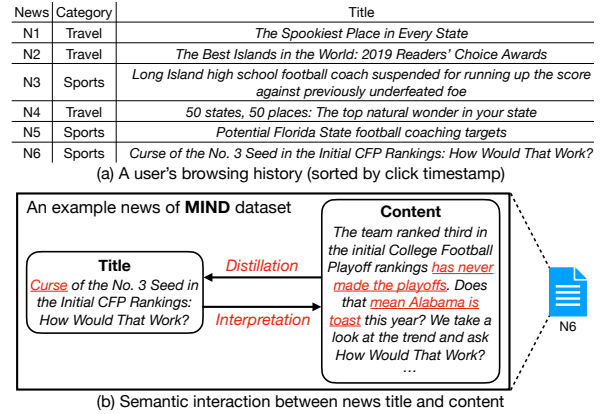 News Category Title
N1 Travel The Spookiest Place in Every State
N2 Travel The Best Islands in the World: 2019 Readers' Choice Awards
N3 Sports Long Island high school football coach suspended for running up the score
against previously underfeated foe
N4 Travel 50 states, 50 places: The top natural wonder in your state
N5 Sports Potential Florida State football coaching targets
N6 Sports Curse of the No. 3 Seed in the Initial CFP Rankings: How Would That Work?
(a) A user's browsing history (sorted by click timestamp)
An example news of MIND dataset
Title
Curse of the No. 3 Seed in
the Initial CFP Rankings:
How Would That Work?
Distillation
Interpretation
Content
The team ranked third in
the initial College Football
Playoff rankings has never
made the playoffs. Does
that mean Alabama is
toast this year? We take a
look at the trend and ask
How Would That Work?
...
N6
(b) Semantic interaction between news title and content